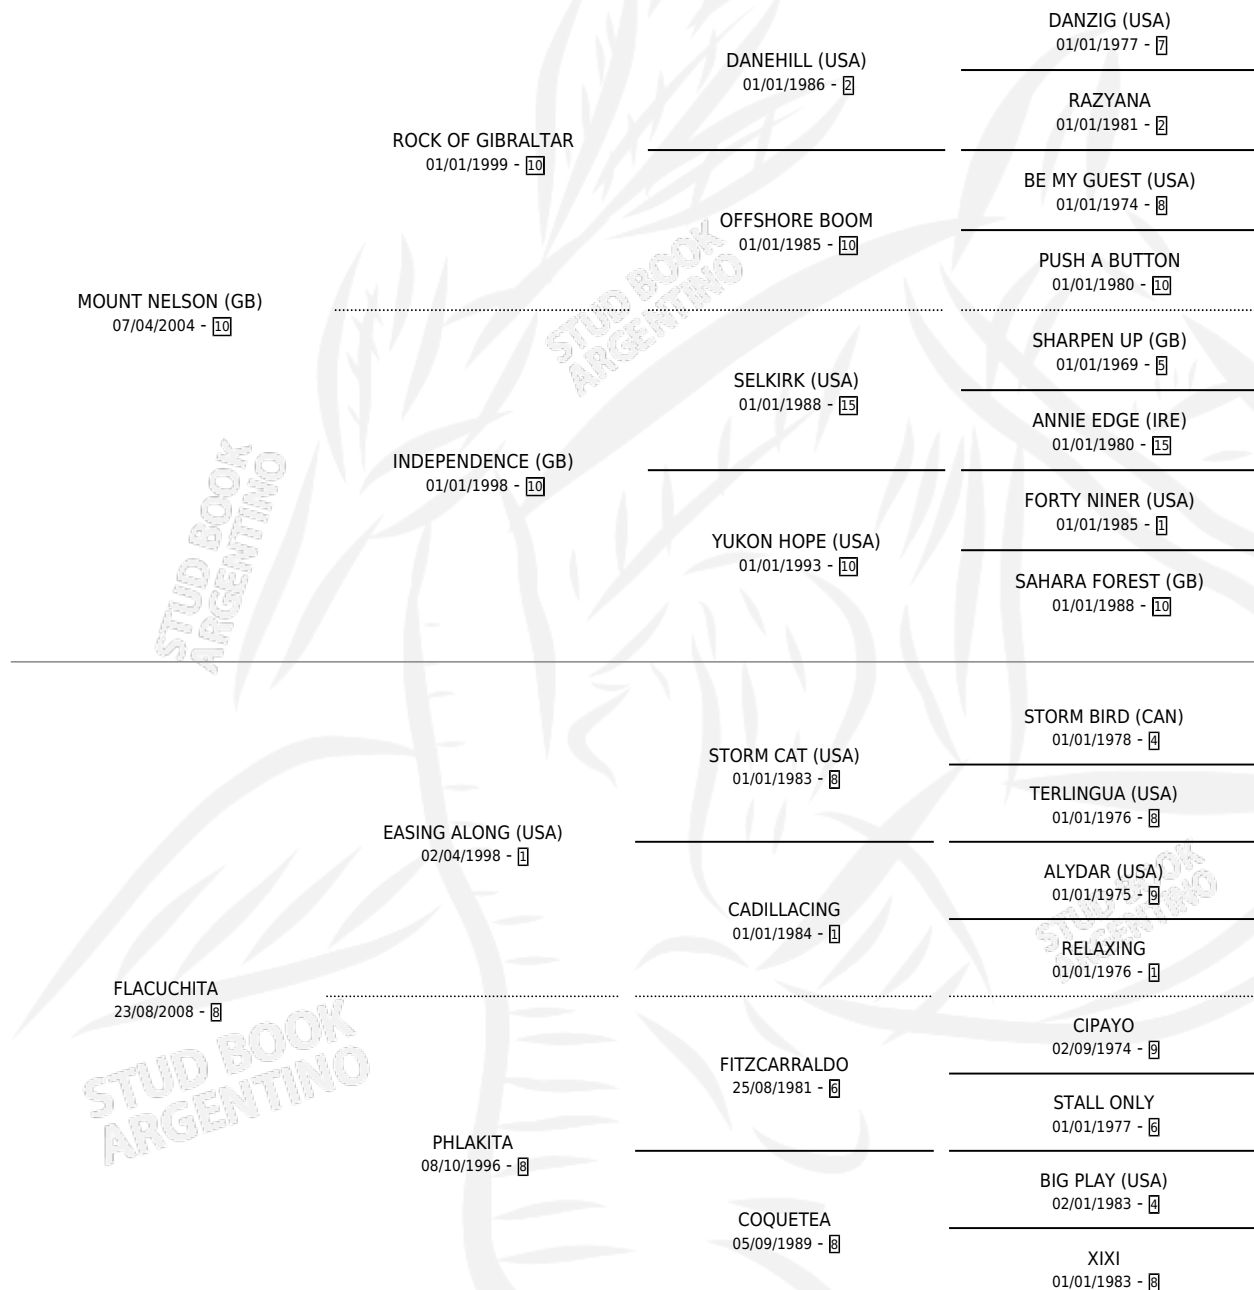 DANZIG (USA)
01/01/1977 - 7
DANEHILL (USA)
01/01/1986 - 2
RAZYANA
01/01/1981 - 2
ROCK OF GIBRALTAR
01/01/1999 - 10
BE MY GUEST (USA)
01/01/1974 - 8
OFFSHORE BOOM
01/01/1985 - 10
PUSH A BUTTON
01/01/1980 - 10
MOUNT NELSON (GB)
07/04/2004 - 10
SHARPEN UP (GB)
01/01/1969 - 5
SELKIRK (USA)
01/01/1988 - 15
ANNIE EDGE (IRE)
01/01/1980 - 15
INDEPENDENCE (GB)
01/01/1998 - 10
FORTY NINER (USA)
01/01/1985 - 1
YUKON HOPE (USA)
01/01/1993 - 10
SAHARA FOREST (GB)
01/01/1988 - 10
STORM BIRD (CAN)
01/01/1978 - 4
STORM CAT (USA)
01/01/1983 - 8
TERLINGUA (USA)
01/01/1976 - 8
EASING ALONG (USA)
02/04/1998 - 1
ALYDAR (USA)
01/01/1975 - 9
CADILLACING
01/01/1984 - 1
RELAXING
01/01/1976 - 1
FLACUCHITA
23/08/2008 - 8
CIPAYO
02/09/1974 - 9
FITZCARRALDO
25/08/1981 - 6
STALL ONLY
01/01/1977 - 6
PHLAKITA
08/10/1996 - 8
BIG PLAY (USA)
02/01/1983 - 4
COQUETEA
05/09/1989 - 8
XIXI
01/01/1983 - 8
STUD BOOK
ARGENTINO
STUD BOOK
ARGENTINO
STUD BOOK
ARGENTINO
STUD BOOK
ARGENTINO